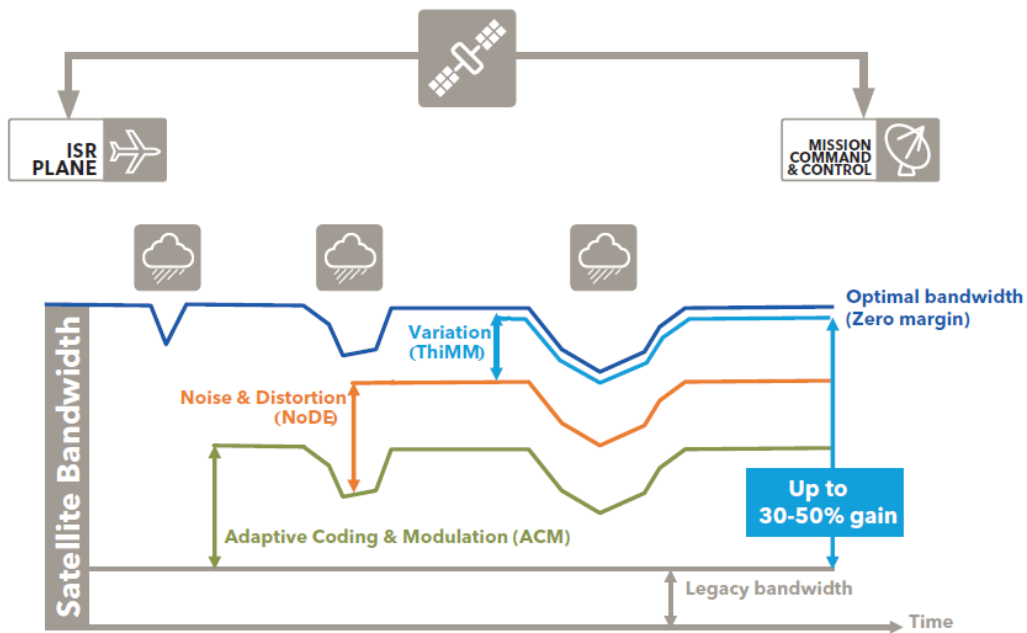 ISR
PLANE
MISSION
COMMAND
& CONTROL
Satellite Bandwidth
Optimal bandwidth
(Zero margin)
Variation
(ThiMM)
Noise & Distortion
(NoDE)
Up to
30-50% gain
Adaptive Coding & Modulation (ACM)
Legacy bandwidth
Time